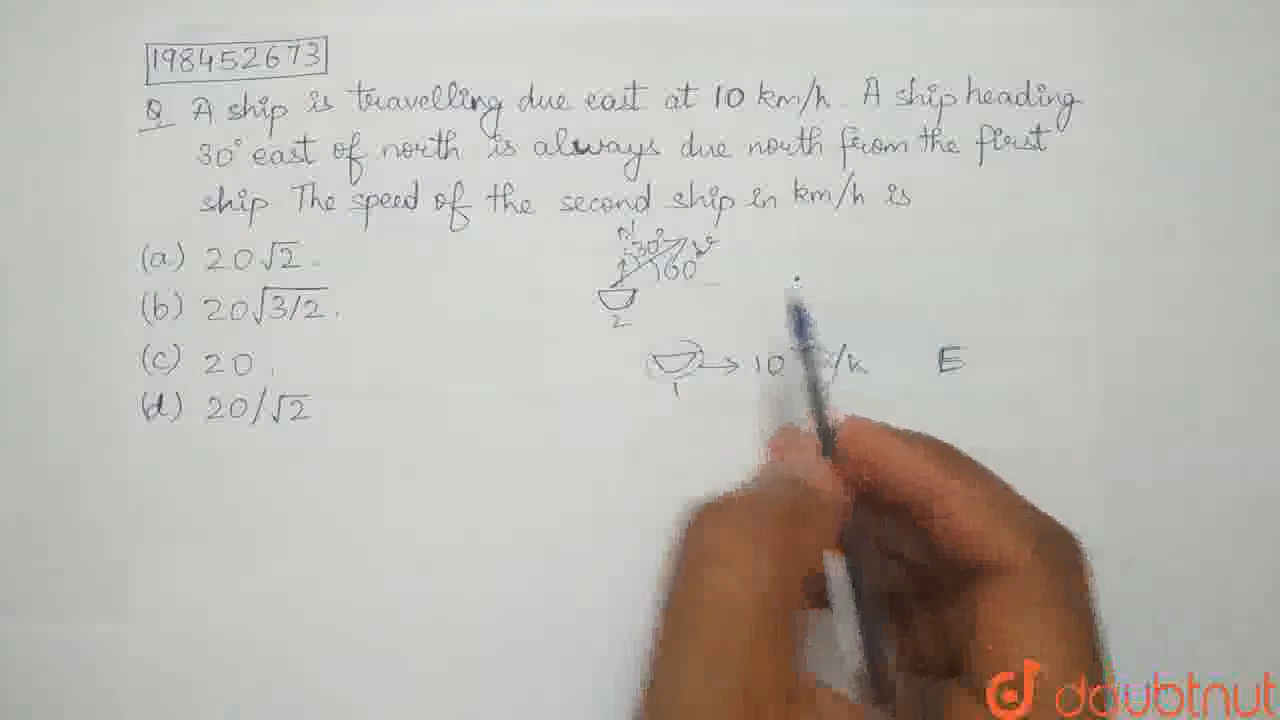 198452673
Q A ship is travelling due east at 10 km/h. A ship heading
30° east of north is always due north from the first
ship The speed of the second ship in km/h is
(a) 20√2.
(b) 20√3/2.
(c) 20.
(d) 20/√2
N
30°
60°
2
→ 10 /h E
1
doubtnut